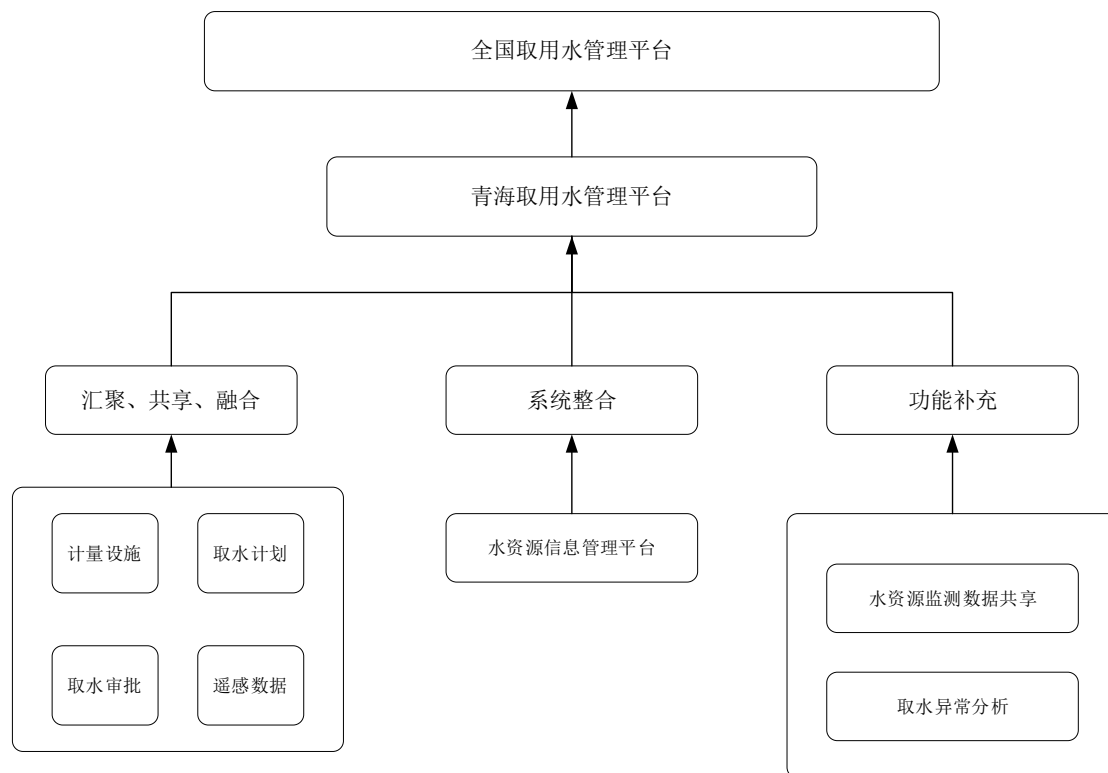 全国取用水管理平台
青海取用水管理平台
汇聚、共享、融合
系统整合
功能补充
计量设施
取水计划
水资源信息管理平台
水资源监测数据共享
取水审批
遥感数据
取水异常分析